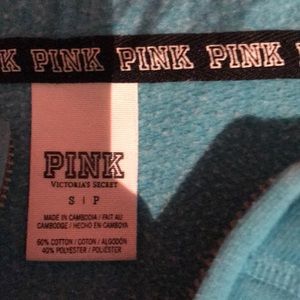 K PINK PINK PINK PINK
PINK
VICTORIA'S SECRET
S | P
MADE IN CAMBODIA / FAIT AU
CAMBODGE / HECHO EN CAMBOYA
60% COTTON / COTON / ALGODÓN
40% POLYESTER / POLIÉSTER